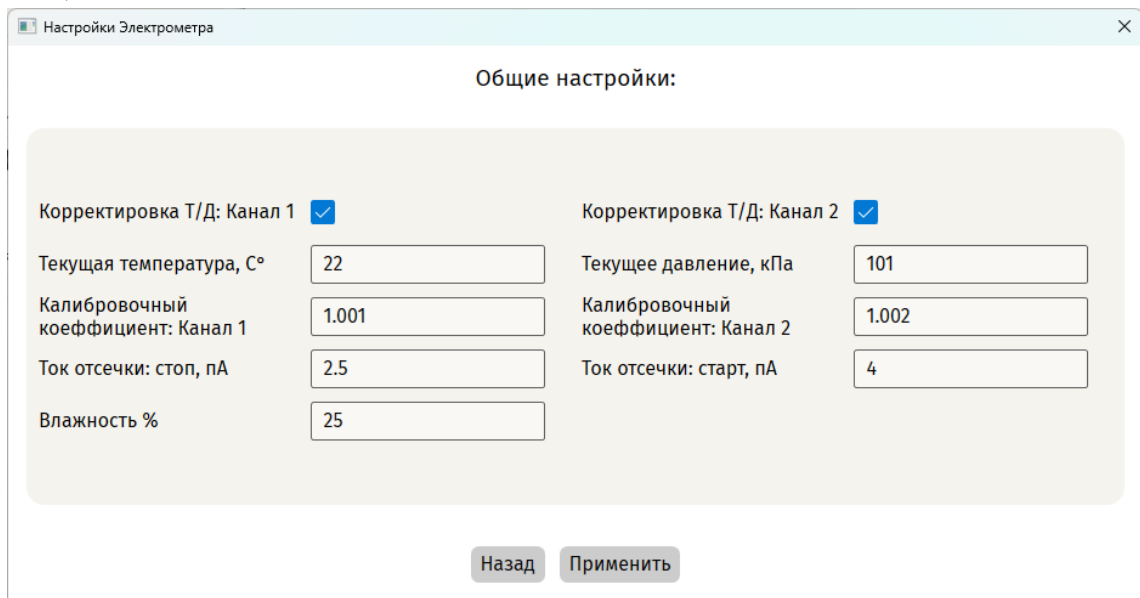 Настройки Электрометра
Общие настройки:
Корректировка Т/Д: Канал 1
Корректировка Т/Д: Канал 2
Текущая температура, С°
22
Текущее давление, кПа
101
Калибровочный
коэффициент: Канал 1
1.001
Калибровочный
коэффициент: Канал 2
1.002
Ток отсечки: стоп, пА
2.5
Ток отсечки: старт, пА
4
Влажность %
25
Назад
Применить